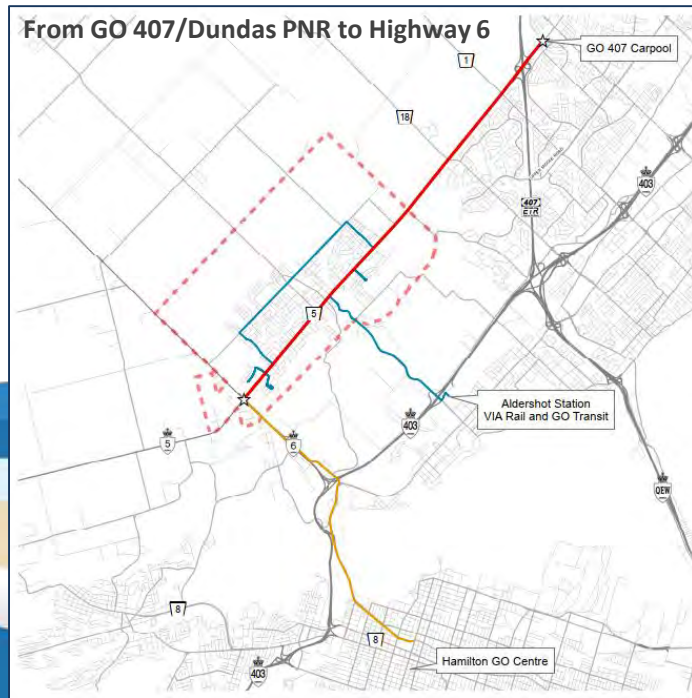 From GO 407/Dundas PNR to Highway 6
GO 407 Carpool
1
18
403
407
ETR
5
Aldershot Station
VIA Rail and GO Transit
403
5
6
QEW
8
8
Hamilton GO Centre
403